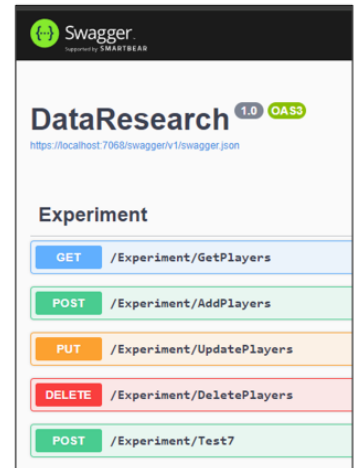 {···} Swagger.
Supported by SMARTBEAR
DataResearch 1.0 OAS3
https://localhost:7068/swagger/v1/swagger.json
Experiment
GET /Experiment/GetPlayers
POST /Experiment/AddPlayers
PUT /Experiment/UpdatePlayers
DELETE /Experiment/DeletePlayers
POST /Experiment/Test7